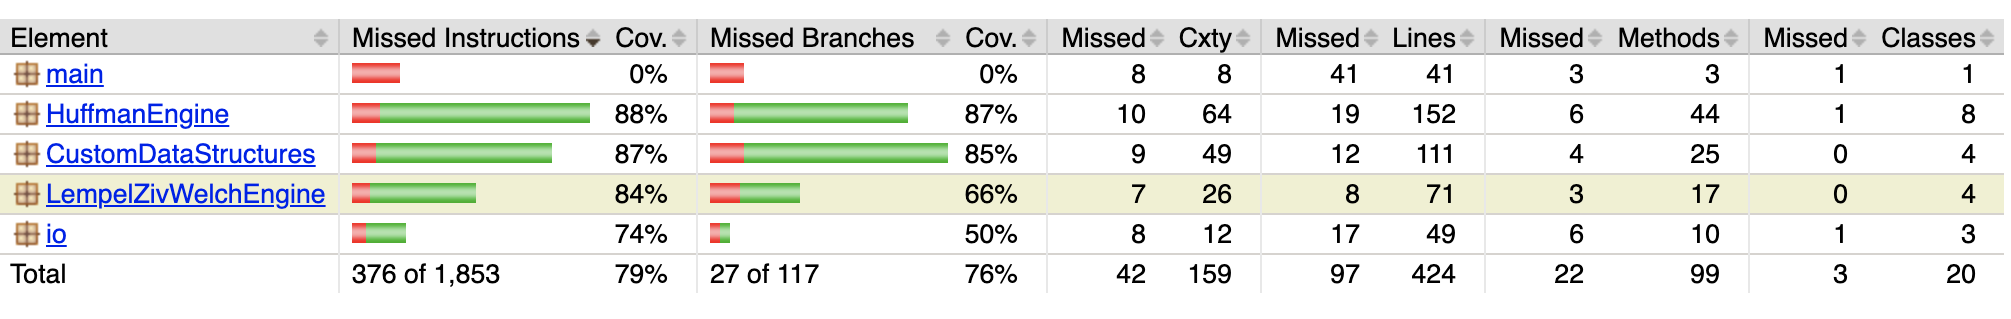 Element Missed Instructions Cov. Missed Branches Cov. Missed Cxty Missed Lines Missed Methods Missed Classes
main 0% 0% 8 8 41 41 3 3 1 1
HuffmanEngine 88% 87% 10 64 19 152 6 44 1 8
CustomDataStructures 87% 85% 9 49 12 111 4 25 0 4
LempelZivWelchEngine 84% 66% 7 26 8 71 3 17 0 4
io 74% 50% 8 12 17 49 6 10 1 3
Total 376 of 1,853 79% 27 of 117 76% 42 159 97 424 22 99 3 20